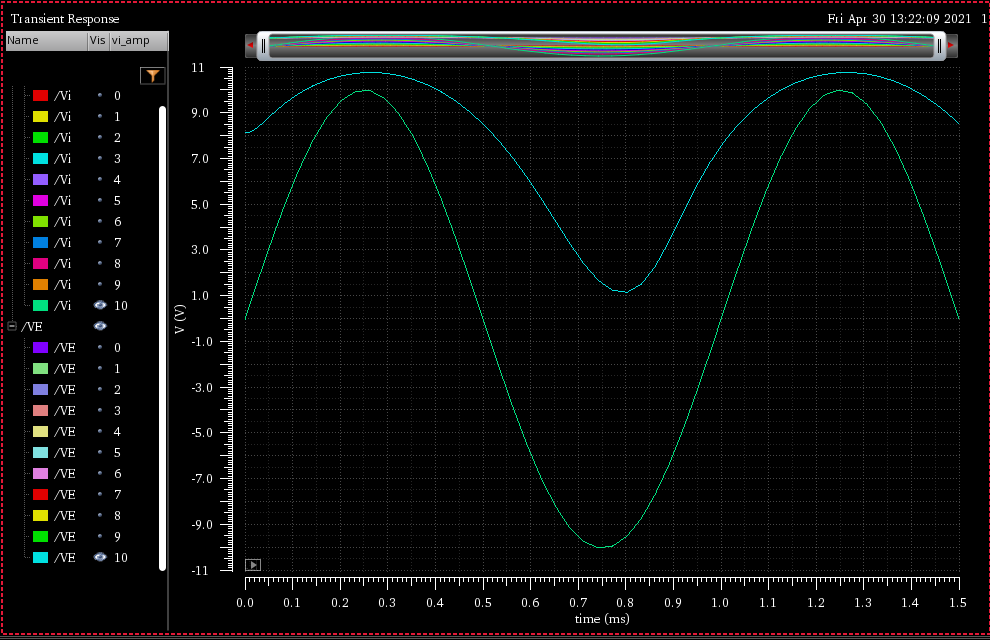 Transient Response
Fri Apr 30 13:22:09 2021 1
Name Vis vi_amp
/Vi 0
/Vi 1
/Vi 2
/Vi 3
/Vi 4
/Vi 5
/Vi 6
/Vi 7
/Vi 8
/Vi 9
/Vi 10
/VE
/VE 0
/VE 1
/VE 2
/VE 3
/VE 4
/VE 5
/VE 6
/VE 7
/VE 8
/VE 9
/VE 10
V (V)
11
9.0
7.0
5.0
3.0
1.0
-1.0
-3.0
-5.0
-7.0
-9.0
-11
0.0 0.1 0.2 0.3 0.4 0.5 0.6 0.7 0.8 0.9 1.0 1.1 1.2 1.3 1.4 1.5
time (ms)